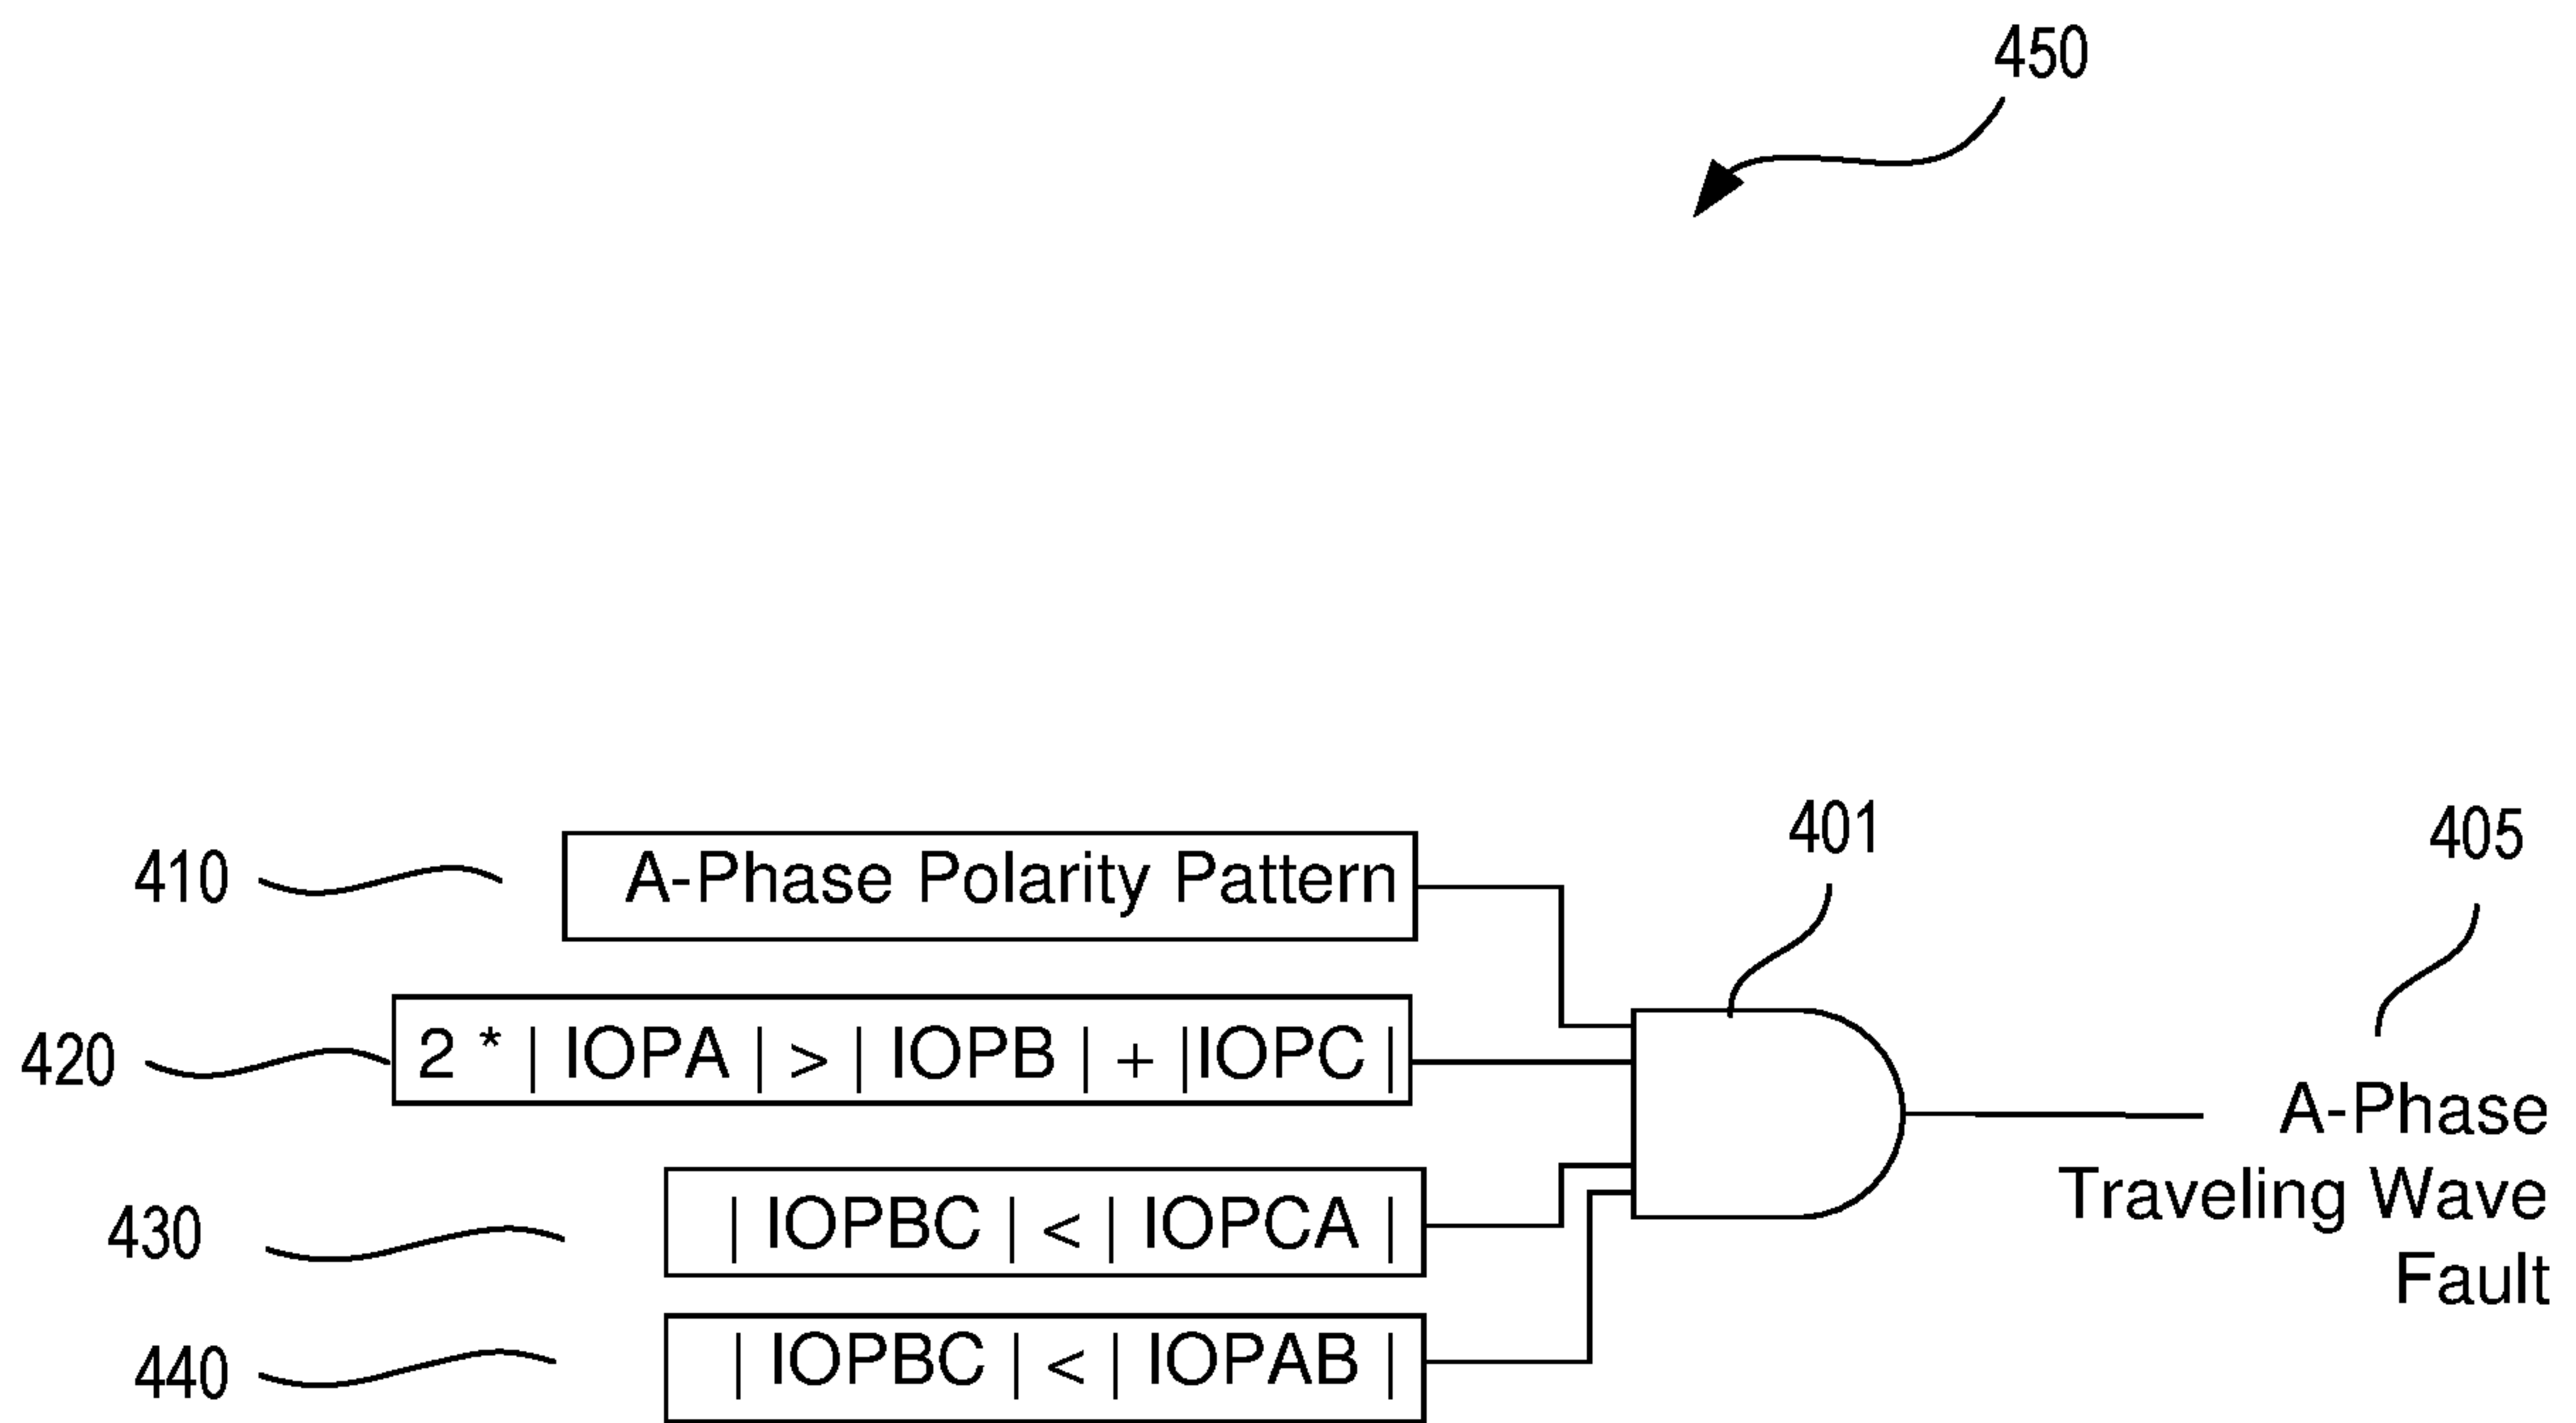 450
401
405
410
A-Phase Polarity Pattern
420
2 * | IOPA | > | IOPB | + |IOPC |
A-Phase
Traveling Wave
Fault
430
| IOPBC | < | IOPCA |
440
| IOPBC | < | IOPAB |